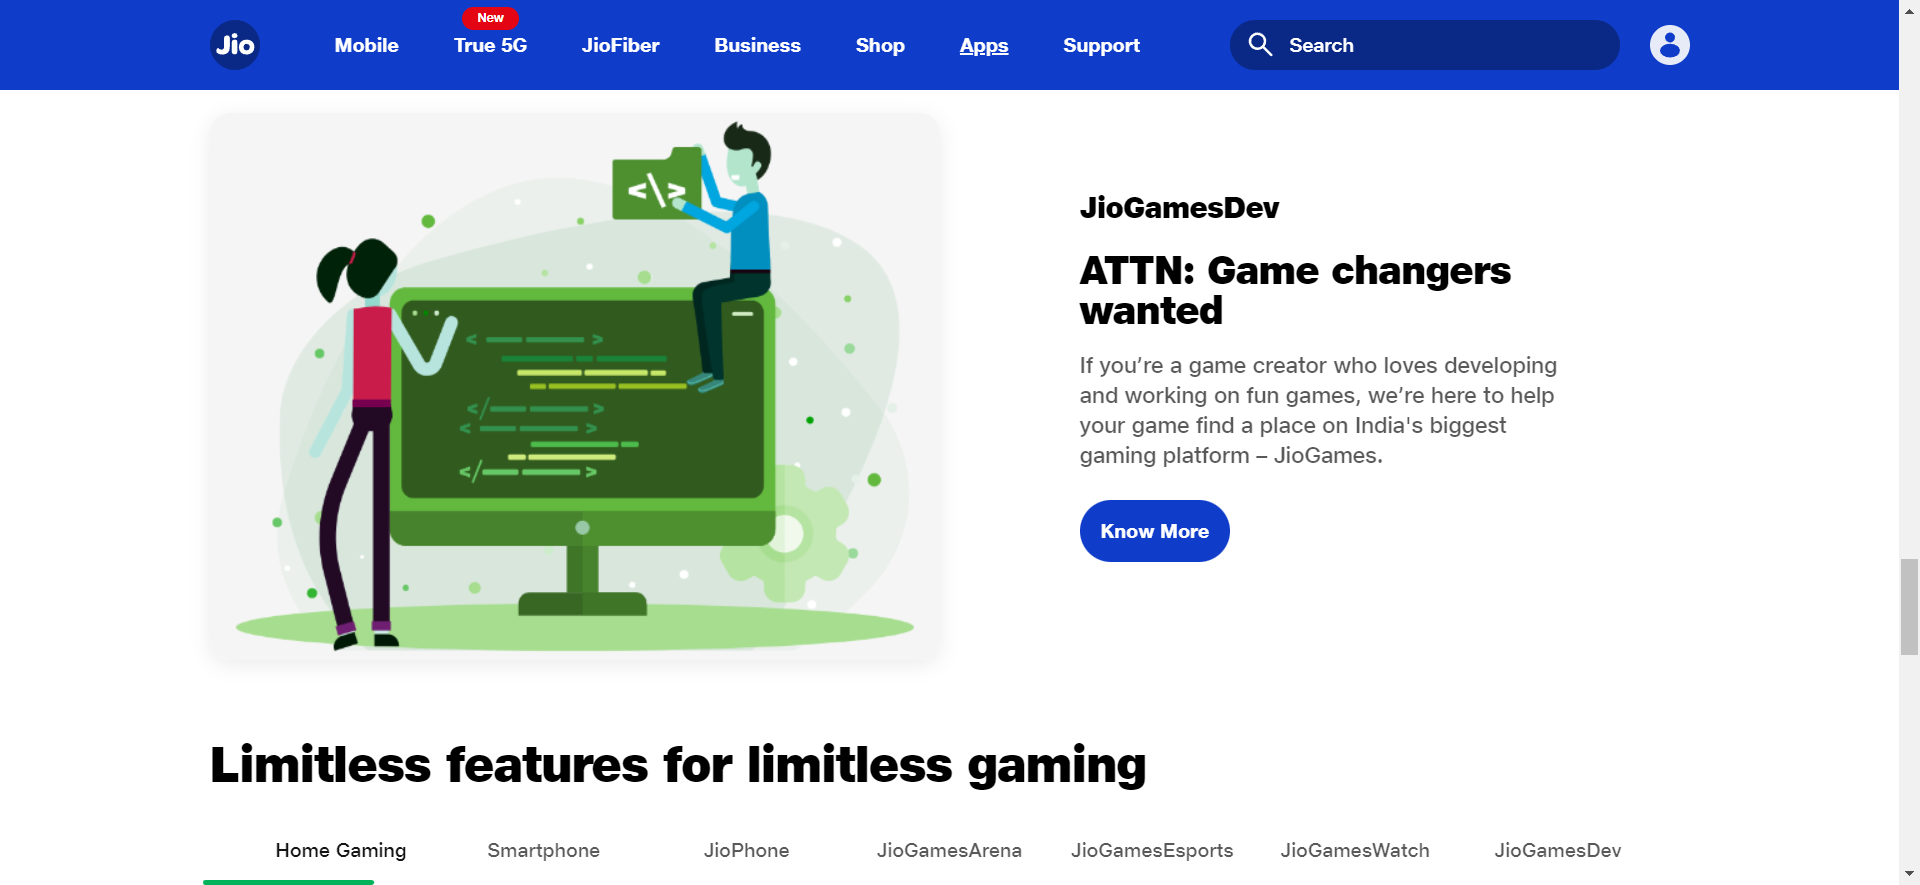 Jio
Mobile
New
True 5G
JioFiber
Business
Shop
Apps
Support
Search
<\>
JioGamesDev
ATTN: Game changers
wanted
If you’re a game creator who loves developing
and working on fun games, we’re here to help
your game find a place on India's biggest
gaming platform – JioGames.
Know More
Limitless features for limitless gaming
Home Gaming
Smartphone
JioPhone
JioGamesArena
JioGamesEsports
JioGamesWatch
JioGamesDev